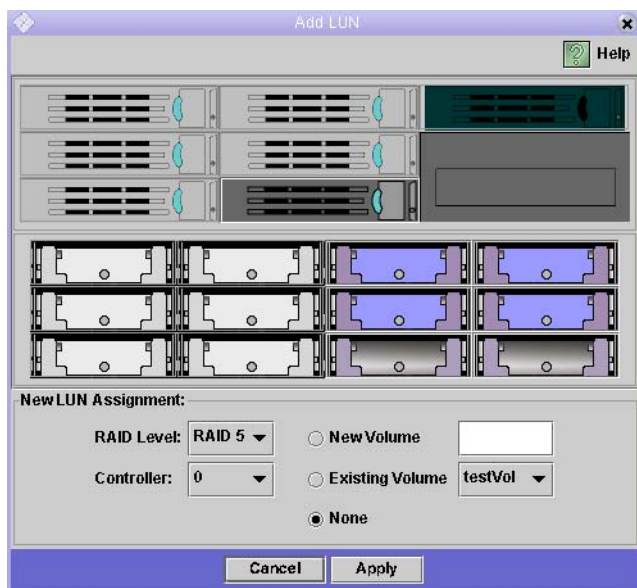 Add LUN
Help
New LUN Assignment:
RAID Level: RAID 5 New Volume
Controller: 0 Existing Volume testVol
None
Cancel Apply